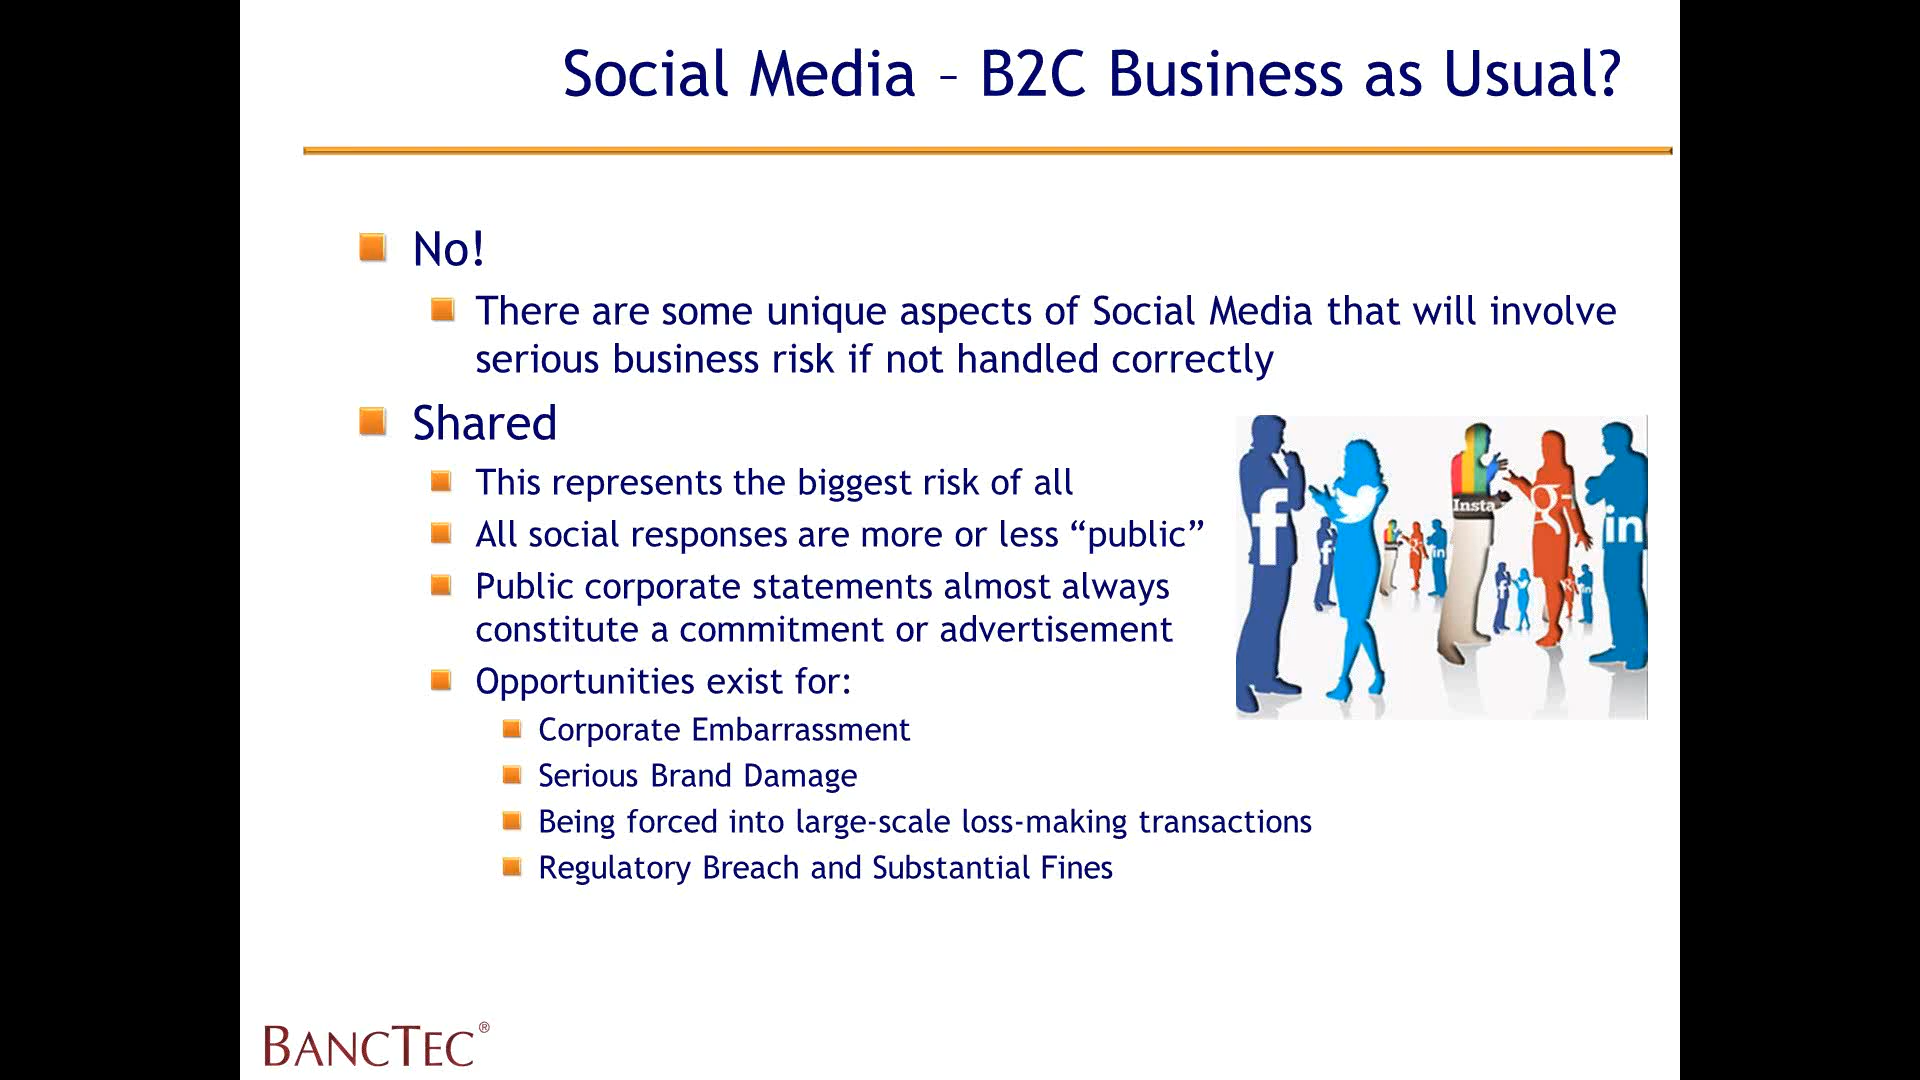 Social Media – B2C Business as Usual?
No!
There are some unique aspects of Social Media that will involve
serious business risk if not handled correctly
Shared
This represents the biggest risk of all
All social responses are more or less “public”
Public corporate statements almost always
constitute a commitment or advertisement
Opportunities exist for:
Corporate Embarrassment
Serious Brand Damage
Being forced into large-scale loss-making transactions
Regulatory Breach and Substantial Fines
f
Insta
g+
in
f
g+
in
f
BANCTEC®